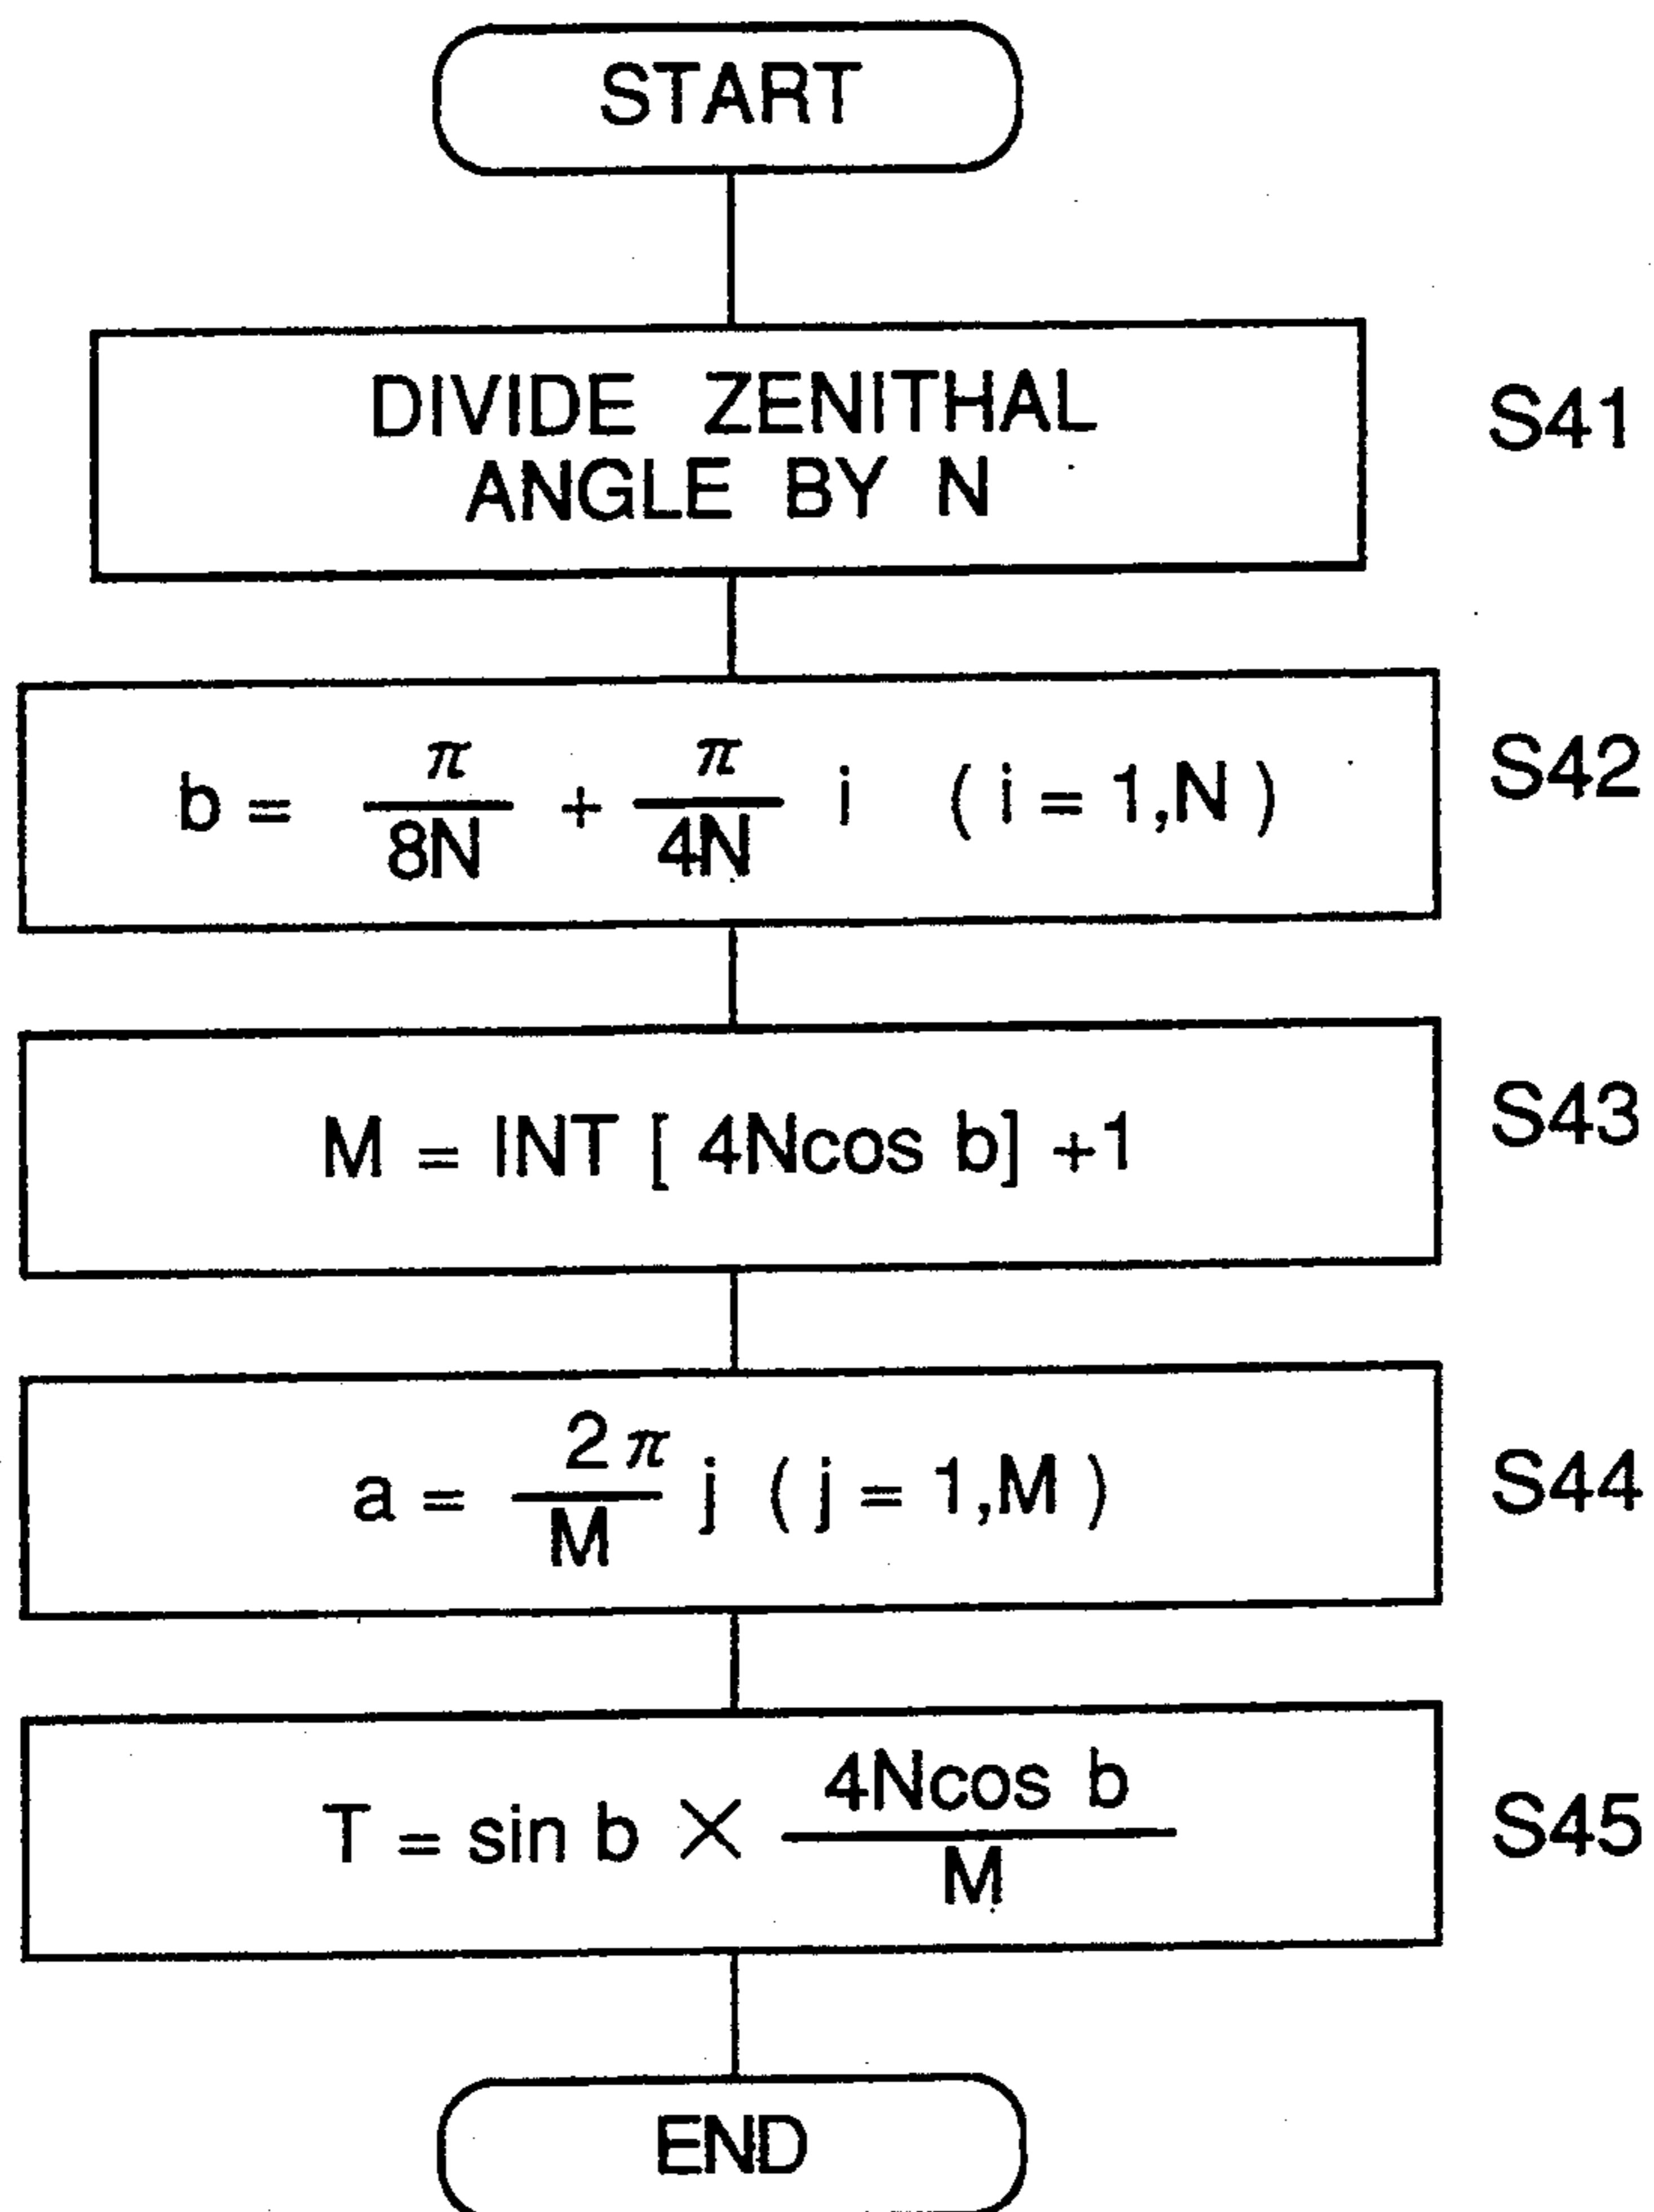 START
DIVIDE ZENITHAL
ANGLE BY N
S41
b = π/8N + π/4N i ( i = 1,N )
S42
M = INT [ 4Ncos b] +1
S43
a = 2π/M j ( j = 1,M )
S44
T = sin b × 4Ncos b/M
S45
END